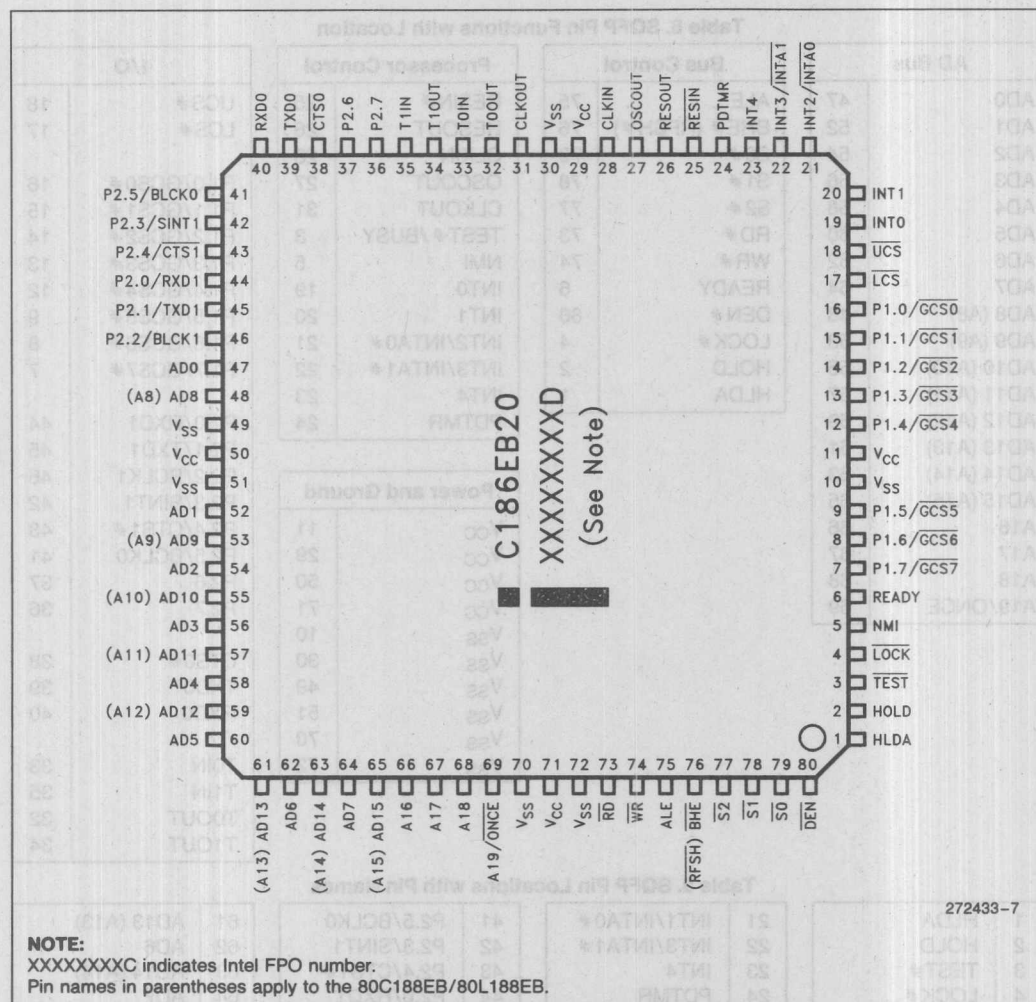 RXD0 TXD0 CTS0 P2.6 P2.7 T1IN T1OUT T0IN T0OUT CLKOUT VSS VCC CLKIN OSCOUT RESOUT RESIN PDTMR INT4 INT3/INTA1 INT2/INTA0
40 39 38 37 36 35 34 33 32 31 30 29 28 27 26 25 24 23 22 21
P2.5/BLCK0 41 20 INT1
P2.3/SINT1 42 19 INT0
P2.4/CTS1 43 18 UCS
P2.0/RXD1 44 17 LCS
P2.1/TXD1 45 16 P1.0/GCS0
P2.2/BLCK1 46 15 P1.1/GCS1
AD0 47 14 P1.2/GCS2
(A8) AD8 48 13 P1.3/GCS3
VSS 49 12 P1.4/GCS4
VCC 50 11 VCC
VSS 51 10 VSS
AD1 52 9 P1.5/GCS5
(A9) AD9 53 8 P1.6/GCS6
AD2 54 7 P1.7/GCS7
(A10) AD10 55 6 READY
AD3 56 5 NMI
(A11) AD11 57 4 LOCK
AD4 58 3 TEST
(A12) AD12 59 2 HOLD
AD5 60 1 HLDA
C186EB20
XXXXXXXXD
(See Note)
61 62 63 64 65 66 67 68 69 70 71 72 73 74 75 76 77 78 79 80
(A13) AD13 AD6 (A14) AD14 AD7 (A15) AD15 A16 A17 A18 A19/ONCE VSS VCC VSS RD WR ALE (RFSH) BHE S2 S1 S0 DEN
272433-7
NOTE:
XXXXXXXXC indicates Intel FPO number.
Pin names in parentheses apply to the 80C188EB/80L188EB.